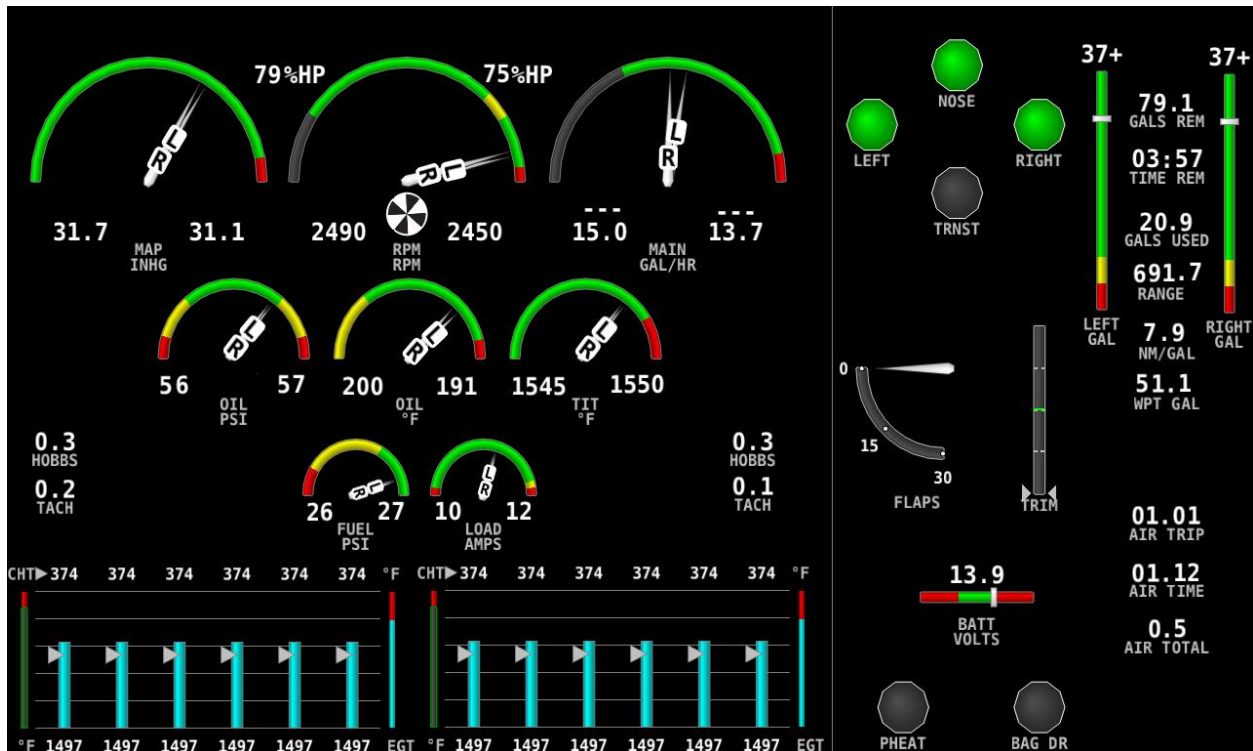 79%HP 75%HP
31.7 31.1
MAP
INHG
L
R
2490 2450
RPM
RPM
L
R
--- ---
15.0 13.7
MAIN
GAL/HR
L
R
56 57
OIL
PSI
L
R
200 191
OIL
°F
L
R
1545 1550
TIT
°F
L
R
0.3
HOBBS
0.2
TACH
26 27
FUEL
PSI
L
R
10 12
LOAD
AMPS
L
R
0.3
HOBBS
0.1
TACH
CHT 374 374 374 374 374 374 °F
°F 1497 1497 1497 1497 1497 1497 EGT
CHT 374 374 374 374 374 374 °F
°F 1497 1497 1497 1497 1497 1497 EGT
NOSE
LEFT RIGHT
TRNST
37+ 37+
79.1
GALS REM
03:57
TIME REM
20.9
GALS USED
691.7
RANGE
LEFT
GAL
RIGHT
GAL
7.9
NM/GAL
51.1
WPT GAL
0
15
30
FLAPS
TRIM
01.01
AIR TRIP
13.9
BATT
VOLTS
01.12
AIR TIME
0.5
AIR TOTAL
PHEAT BAG DR